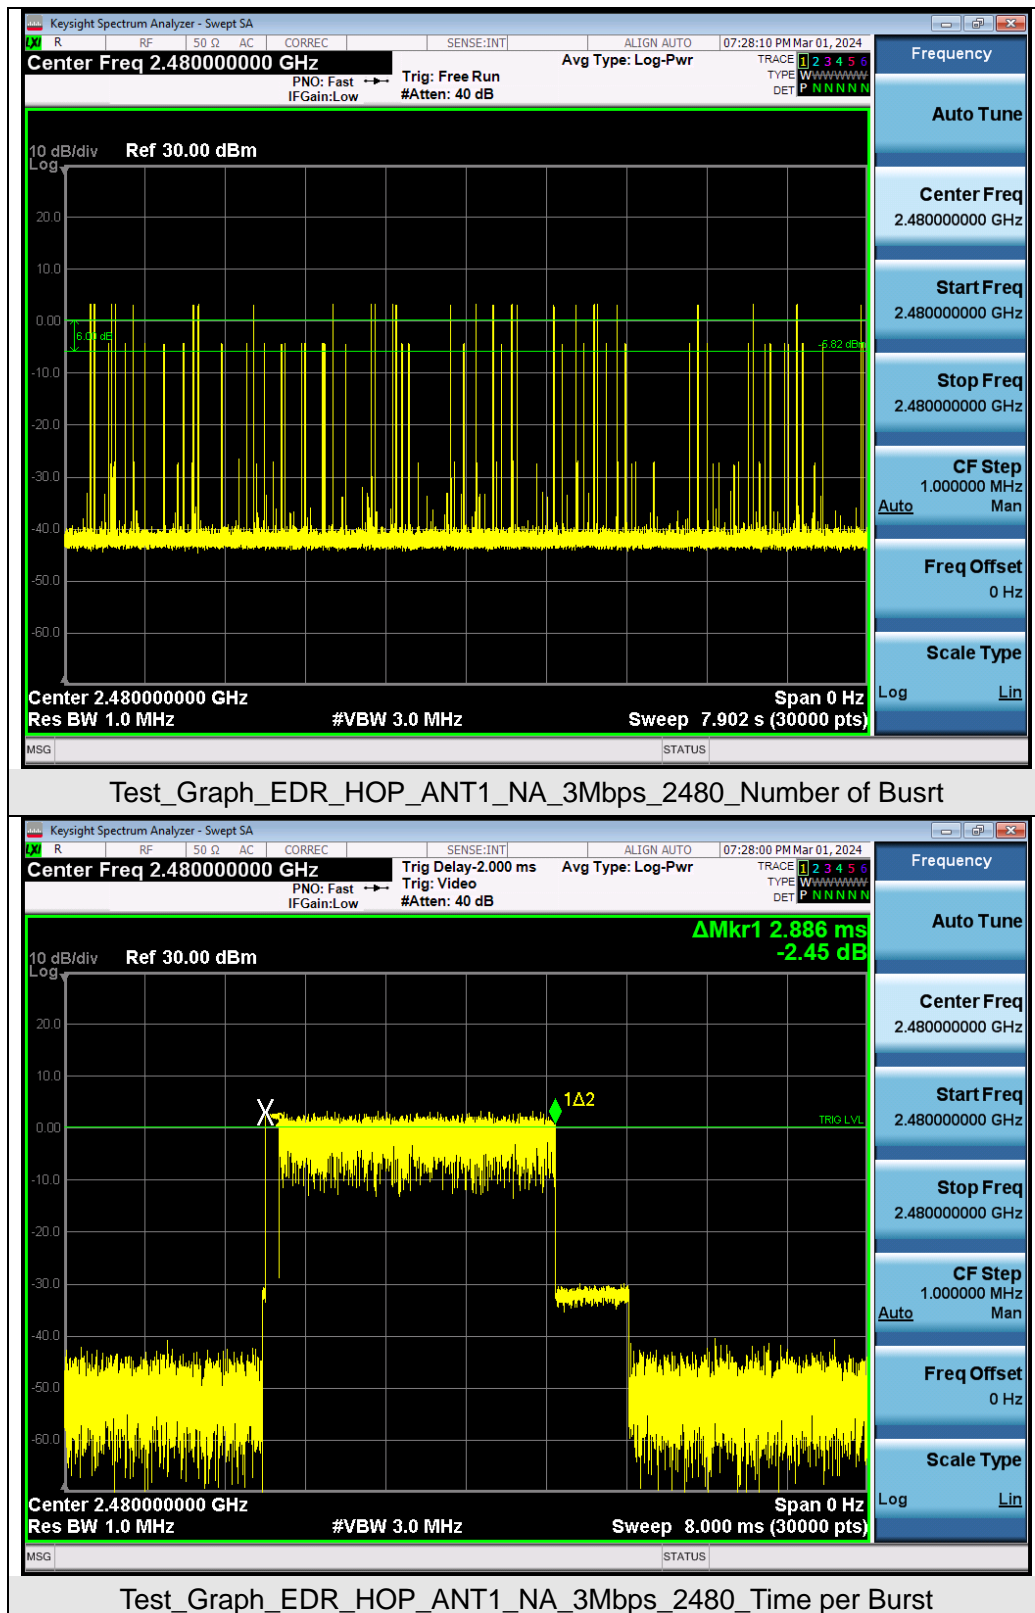 Keysight Spectrum Analyzer - Swept SA
LXI R RF 50 Ω AC CORREC SENSE:INT ALIGN AUTO 07:28:10 PM Mar 01, 2024
Center Freq 2.480000000 GHz Avg Type: Log-Pwr TRACE 1 2 3 4 5 6
PNO: Fast Trig: Free Run TYPE W W W W W W
IFGain:Low #Atten: 40 dB DET P N N N N N
Frequency
Auto Tune
10 dB/div Ref 30.00 dBm
Log
20.0
10.0
0.00
-10.0
-20.0
-30.0
-40.0
-50.0
-60.0
6.00 dB
-5.82 dBm
Center Freq
2.480000000 GHz
Start Freq
2.480000000 GHz
Stop Freq
2.480000000 GHz
CF Step
1.000000 MHz
Auto Man
Freq Offset
0 Hz
Scale Type
Log Lin
Center 2.480000000 GHz Span 0 Hz
Res BW 1.0 MHz #VBW 3.0 MHz Sweep 7.902 s (30000 pts)
MSG STATUS
Test_Graph_EDR_HOP_ANT1_NA_3Mbps_2480_Number of Busrt
Keysight Spectrum Analyzer - Swept SA
LXI R RF 50 Ω AC CORREC SENSE:INT ALIGN AUTO 07:28:00 PM Mar 01, 2024
Center Freq 2.480000000 GHz Trig Delay-2.000 ms Avg Type: Log-Pwr TRACE 1 2 3 4 5 6
PNO: Fast Trig: Video TYPE W W W W W W
IFGain:Low #Atten: 40 dB DET P N N N N N
Frequency
Auto Tune
ΔMkr1 2.886 ms
-2.45 dB
10 dB/div Ref 30.00 dBm
Log
20.0
10.0
0.00
-10.0
-20.0
-30.0
-40.0
-50.0
-60.0
1Δ2
TRIG LVL
Center Freq
2.480000000 GHz
Start Freq
2.480000000 GHz
Stop Freq
2.480000000 GHz
CF Step
1.000000 MHz
Auto Man
Freq Offset
0 Hz
Scale Type
Log Lin
Center 2.480000000 GHz Span 0 Hz
Res BW 1.0 MHz #VBW 3.0 MHz Sweep 8.000 ms (30000 pts)
MSG STATUS
Test_Graph_EDR_HOP_ANT1_NA_3Mbps_2480_Time per Burst